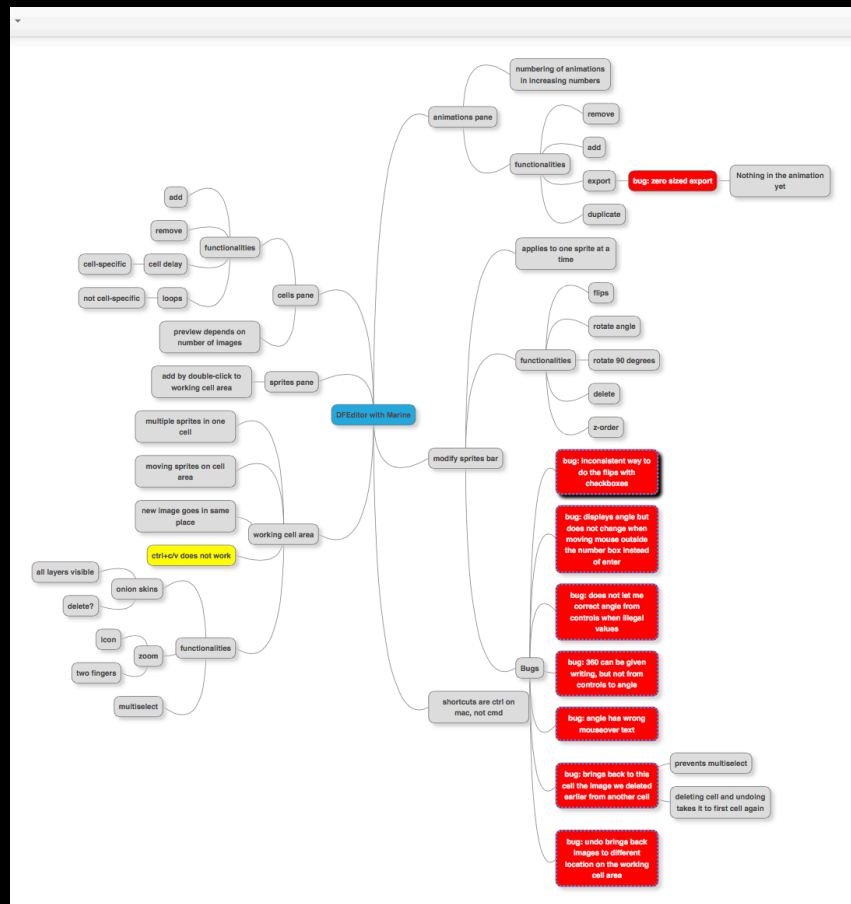 numbering of animations
in increasing numbers
animations pane
remove
add
functionalities
export
bug: zero sized export
Nothing in the animation
yet
duplicate
add
remove
functionalities
cell-specific
cell delay
not cell-specific
loops
cells pane
preview depends on
number of images
add by double-click to
working cell area
sprites pane
DFEditor with Marine
multiple sprites in one
cell
moving sprites on cell
area
new image goes in same
place
working cell area
ctrl+c/v does not work
all layers visible
onion skins
delete?
functionalities
icon
zoom
two fingers
multiselect
applies to one sprite at a
time
flips
rotate angle
functionalities
rotate 90 degrees
delete
z-order
modify sprites bar
bug: inconsistent way to
do the flips with
checkboxes
bug: displays angle but
does not change when
moving mouse outside
the number box instead
of enter
bug: does not let me
correct angle from
controls when illegal
values
Bugs
bug: 360 can be given
writing, but not from
controls to angle
bug: angle has wrong
mouseover text
bug: brings back to this
cell the image we deleted
earlier from another cell
prevents multiselect
deleting cell and undoing
takes it to first cell again
bug: undo brings back
images to different
location on the working
cell area
shortcuts are ctrl on
mac, not cmd